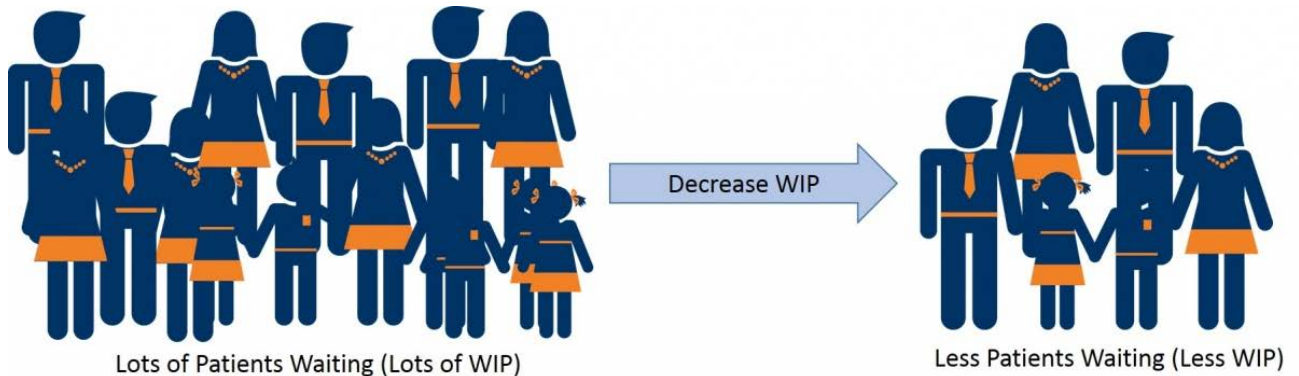 Decrease WIP
Lots of Patients Waiting (Lots of WIP)
Less Patients Waiting (Less WIP)